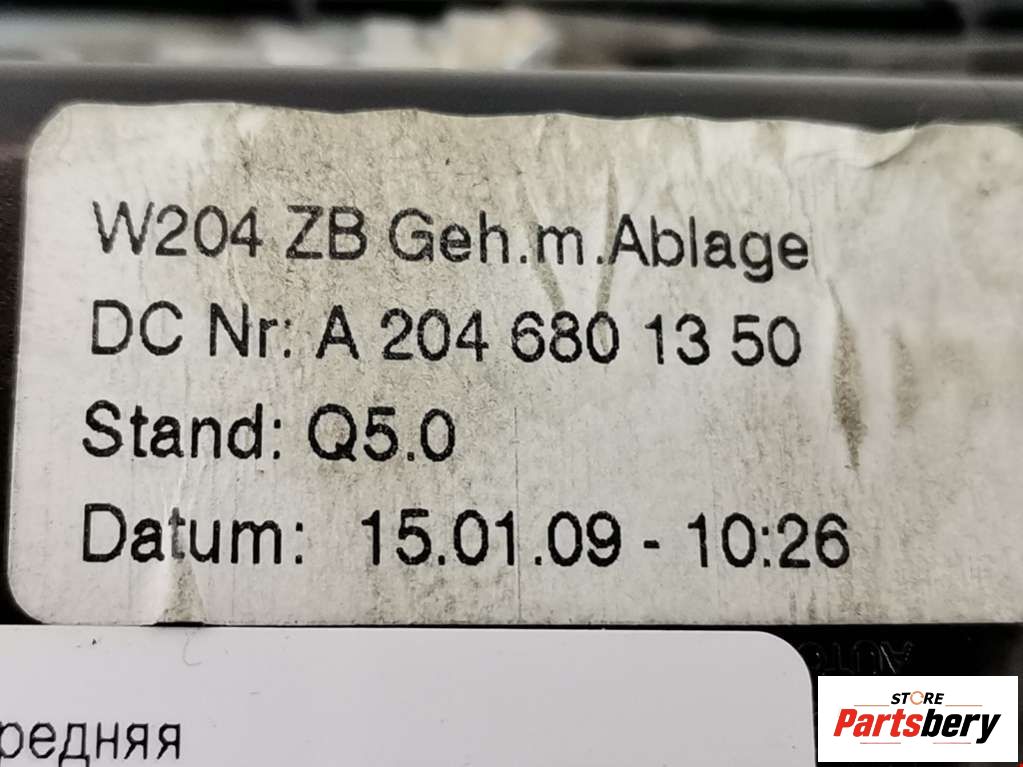 W204 ZB Geh.m.Ablage
DC Nr: A 204 680 13 50
Stand: Q5.0
Datum: 15.01.09 - 10:26
AUTO
редняя
STORE
Partsbery